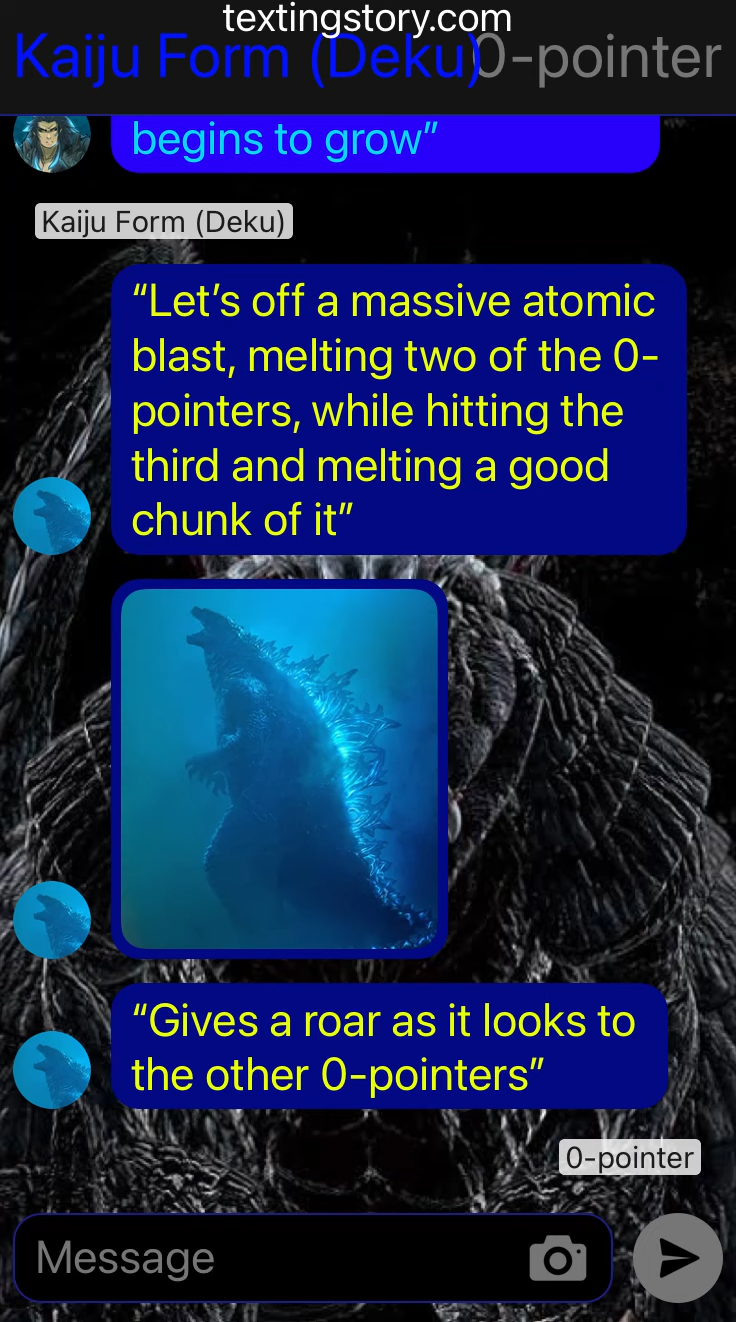 textingstory.com
Kaiju Form (Deku) 0-pointer
begins to grow”
Kaiju Form (Deku)
“Let’s off a massive atomic
blast, melting two of the 0-
pointers, while hitting the
third and melting a good
chunk of it”
“Gives a roar as it looks to
the other 0-pointers”
0-pointer
Message